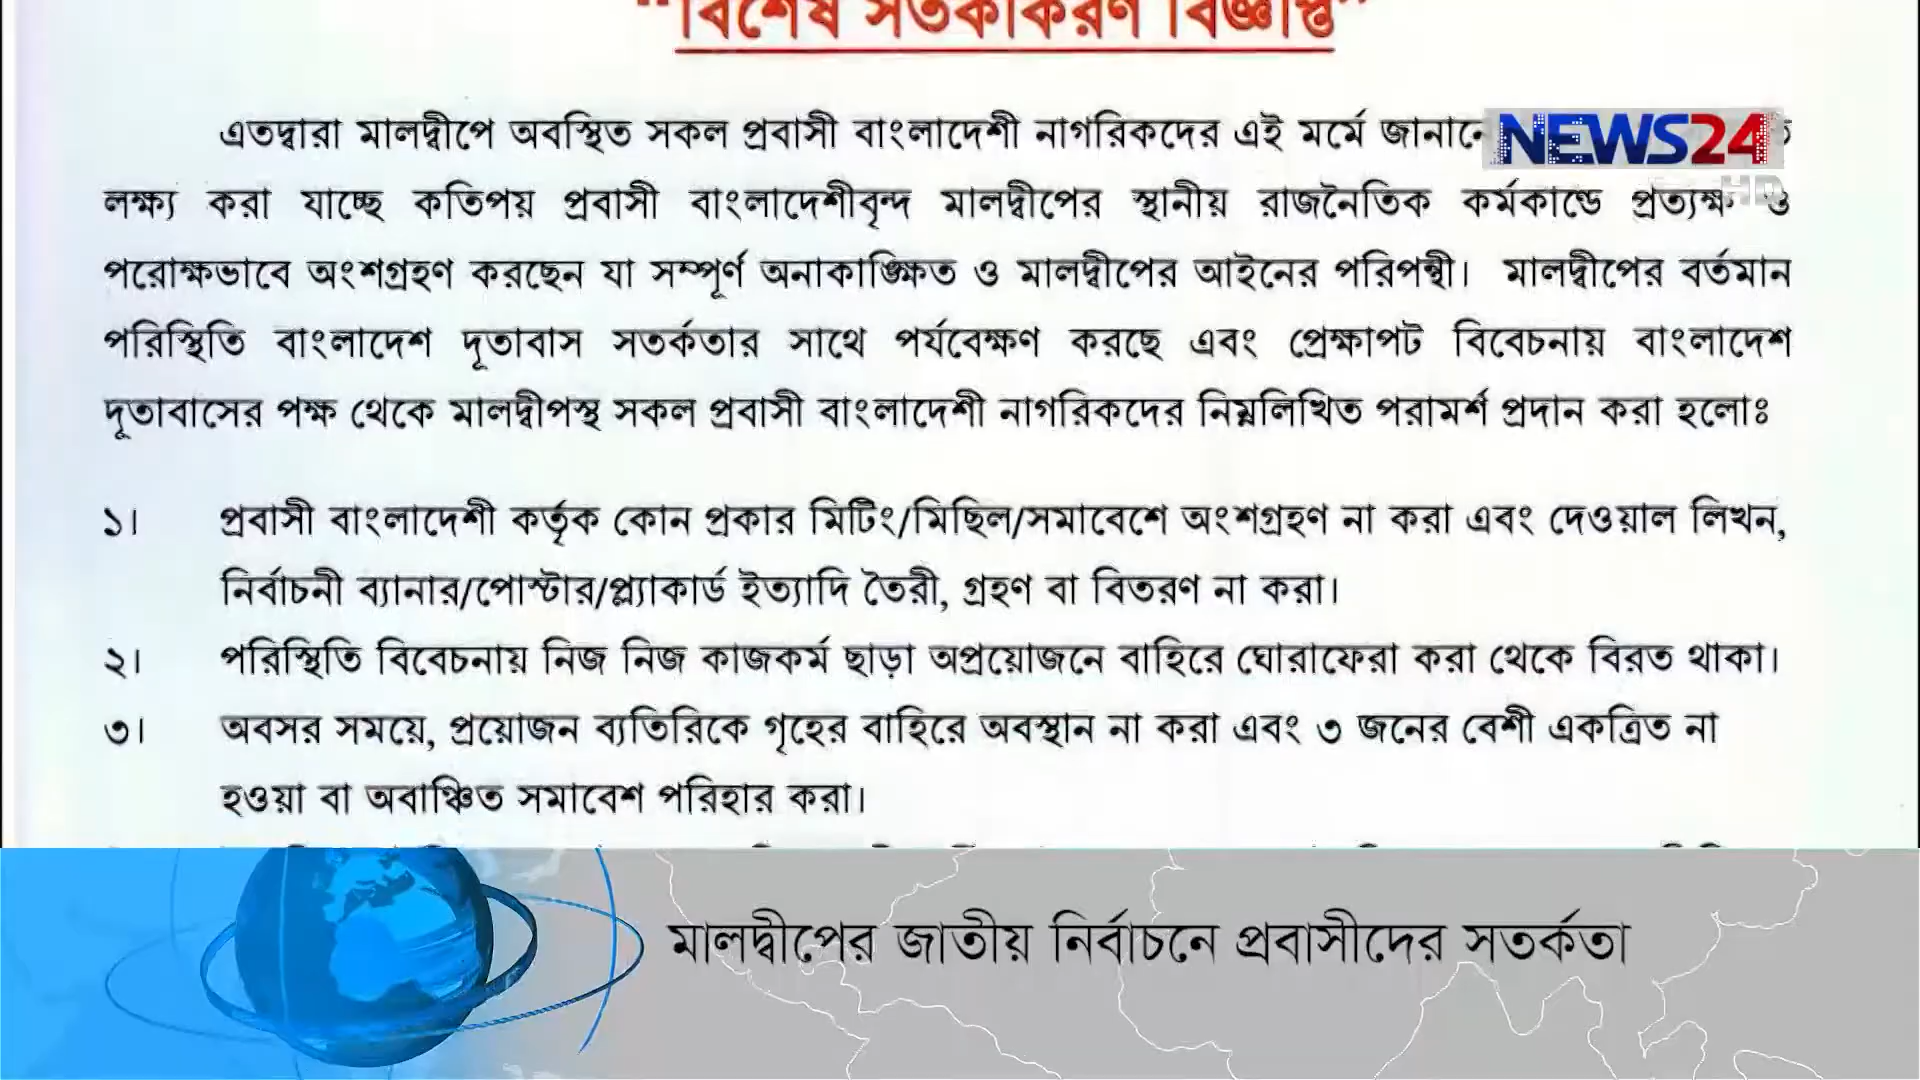 “বিশেষ সতর্কীকরণ বিজ্ঞপ্তি”
এতদ্বারা মালদ্বীপে অবস্থিত সকল প্রবাসী বাংলাদেশী নাগরিকদের এই মর্মে
NEWS24
HD
লক্ষ্য করা যাচ্ছে কতিপয় প্রবাসী বাংলাদেশীবৃন্দ মালদ্বীপের স্থানীয় রাজনৈতিক কর্মকান্ডে প্রত্যক্ষ ও
পরোক্ষভাবে অংশগ্রহণ করছেন যা সম্পূর্ণ অনাকাঙ্ক্ষিত ও মালদ্বীপের আইনের পরিপন্থী। মালদ্বীপের বর্তমান
পরিস্থিতি বাংলাদেশ দূতাবাস সতর্কতার সাথে পর্যবেক্ষণ করছে এবং প্রেক্ষাপট বিবেচনায় বাংলাদেশ
দূতাবাসের পক্ষ থেকে মালদ্বীপস্থ সকল প্রবাসী বাংলাদেশী নাগরিকদের নিম্নলিখিত পরামর্শ প্রদান করা হলোঃ
১। প্রবাসী বাংলাদেশী কর্তৃক কোন প্রকার মিটিং/মিছিল/সমাবেশে অংশগ্রহণ না করা এবং দেওয়াল লিখন,
নির্বাচনী ব্যানার/পোস্টার/প্ল্যাকার্ড ইত্যাদি তৈরী, গ্রহণ বা বিতরণ না করা।
২। পরিস্থিতি বিবেচনায় নিজ নিজ কাজকর্ম ছাড়া অপ্রয়োজনে বাহিরে ঘোরাফেরা করা থেকে বিরত থাকা।
৩। অবসর সময়ে, প্রয়োজন ব্যতিরিকে গৃহের বাহিরে অবস্থান না করা এবং ৩ জনের বেশী একত্রিত না
হওয়া বা অবাঞ্চিত সমাবেশ পরিহার করা।
মালদ্বীপের জাতীয় নির্বাচনে প্রবাসীদের সতর্কতা